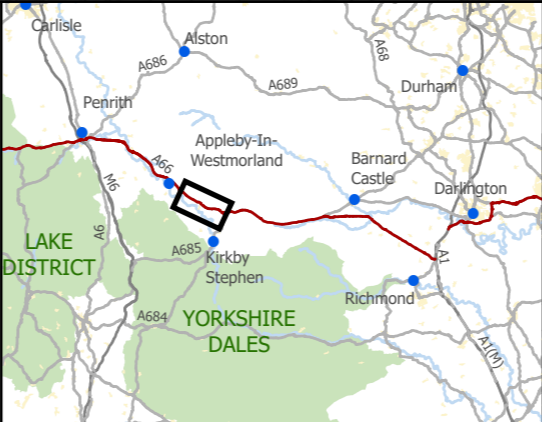 Carlisle
Alston
A68
A686
A689
Durham
Penrith
Appleby-In-
Westmorland
A66
Barnard
Castle
Darlington
M6
A6
LAKE
DISTRICT
A685
Kirkby
Stephen
A1
Richmond
A684
YORKSHIRE
DALES
A1(M)